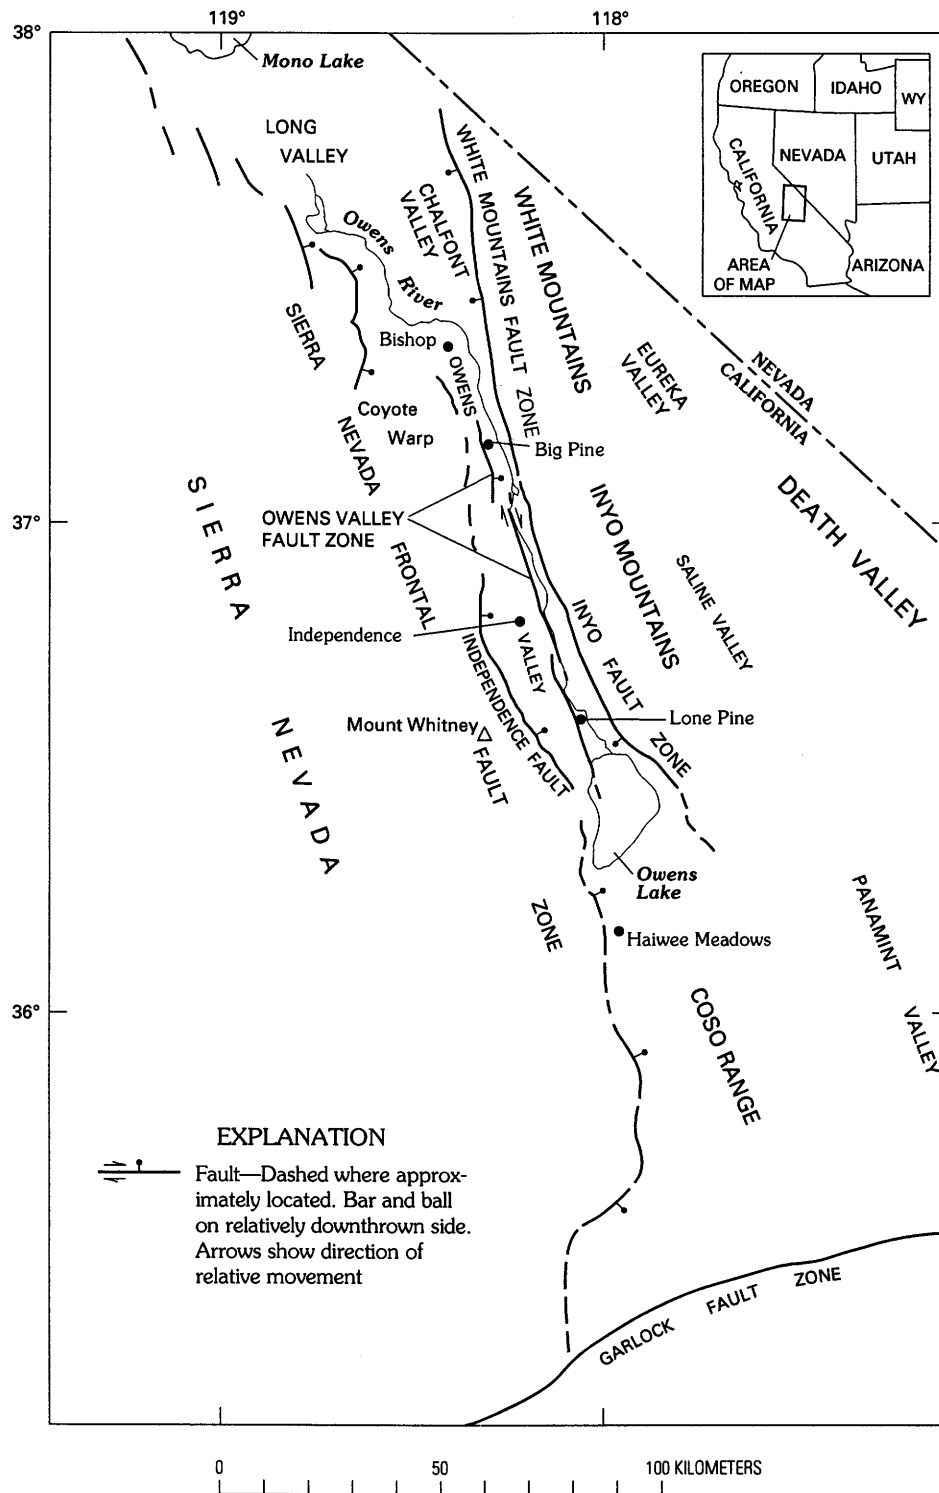 119°
118°
38°
Mono Lake
OREGON
IDAHO
WY
CALIFORNIA
NEVADA
UTAH
AREA
OF MAP
ARIZONA
LONG
VALLEY
WHITE MOUNTAINS FAULT ZONE
CHALFONT
VALLEY
WHITE MOUNTAINS
Owens
River
SIERRA
NEVADA
FRONTAL
FAULT
ZONE
Bishop
OWENS
VALLEY
EUREKA
VALLEY
NEVADA
CALIFORNIA
Coyote
Warp
Big Pine
SIERRA
NEVADA
37°
OWENS VALLEY
FAULT ZONE
INYO MOUNTAINS
DEATH VALLEY
SALINE VALLEY
Independence
INYO FAULT ZONE
INDEPENDENCE FAULT
Mount Whitney
Lone Pine
Owens
Lake
Haiwee Meadows
PANAMINT
VALLEY
36°
COSO RANGE
EXPLANATION
Fault—Dashed where approx-
imately located. Bar and ball
on relatively downthrown side.
Arrows show direction of
relative movement
GARLOCK FAULT ZONE
0 50 100 KILOMETERS